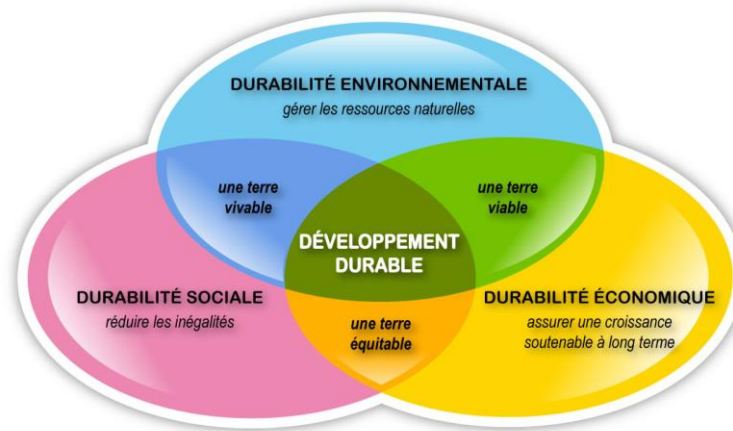 DURABILITÉ ENVIRONNEMENTALE
gérer les ressources naturelles
une terre
vivable
une terre
viable
DÉVELOPPEMENT
DURABLE
DURABILITÉ SOCIALE
réduire les inégalités
DURABILITÉ ÉCONOMIQUE
assurer une croissance
soutenable à long terme
une terre
équitable